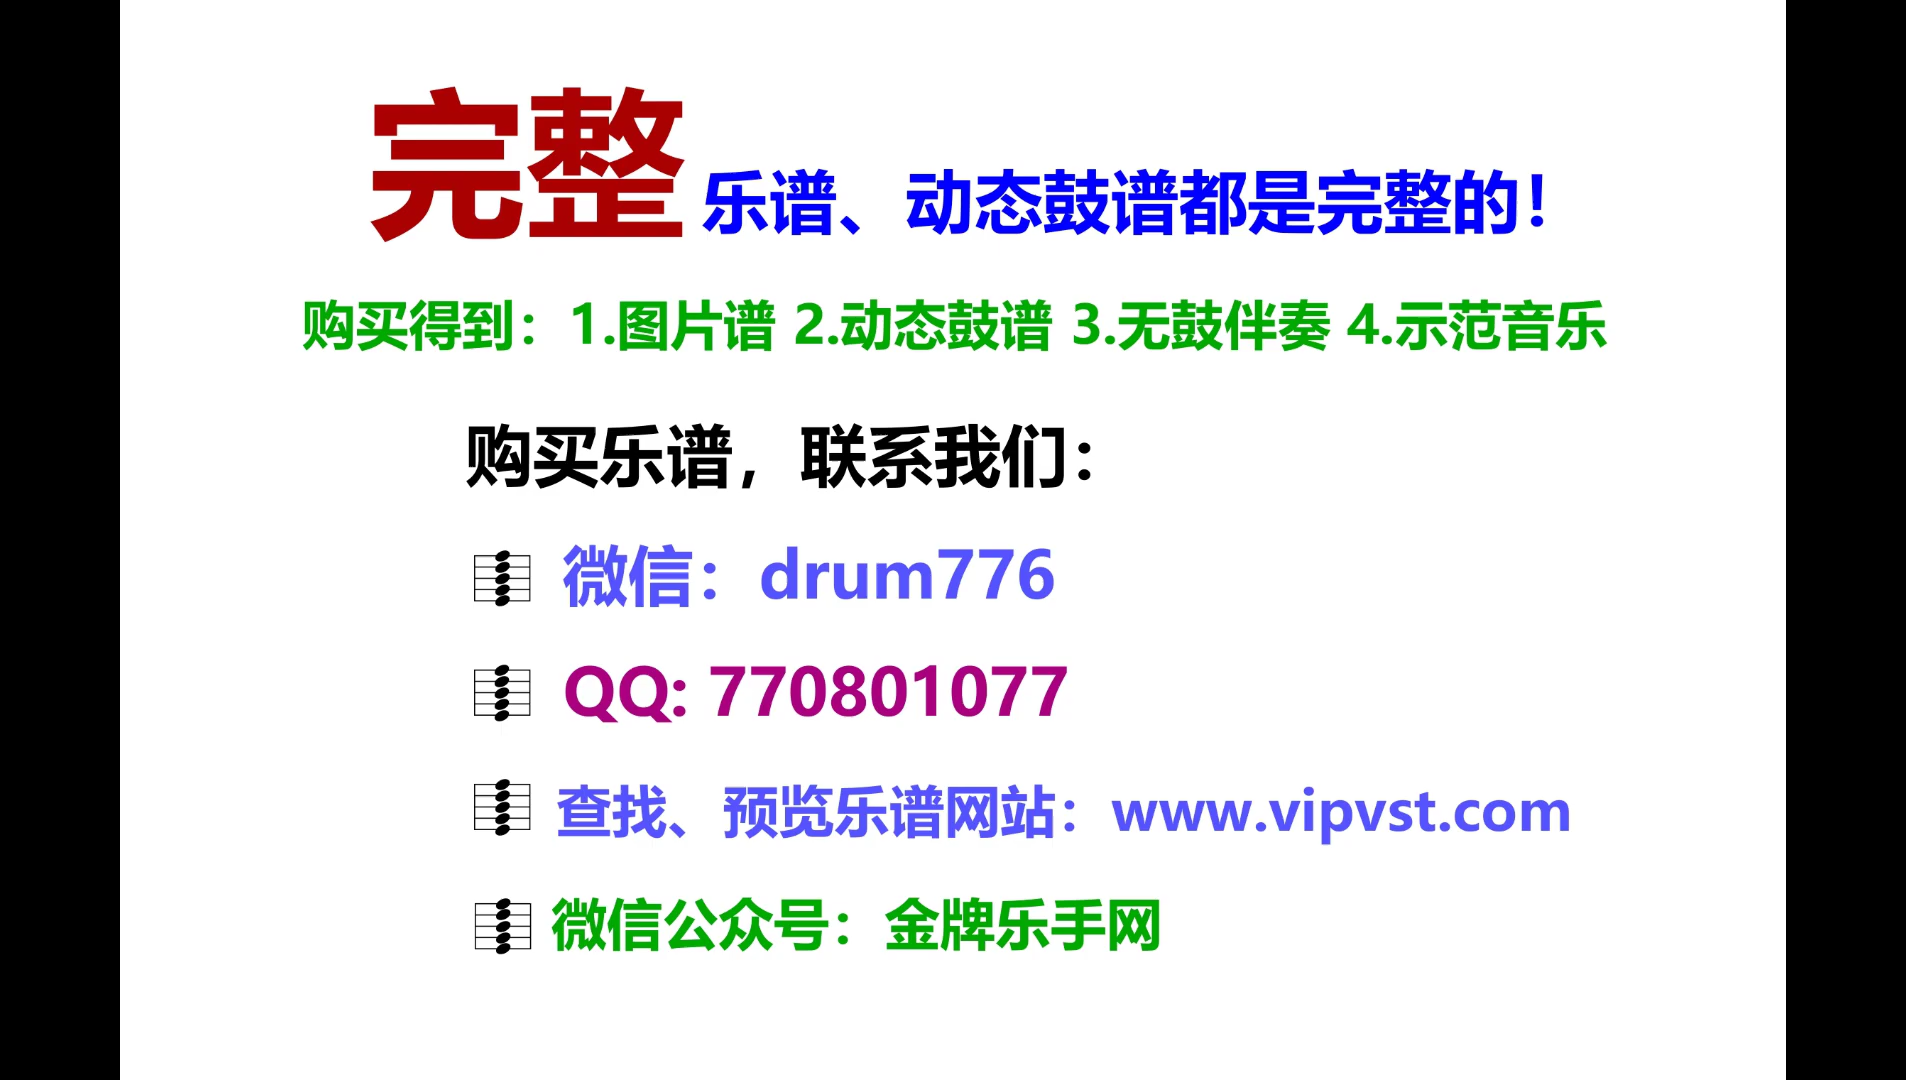 完整 乐谱、动态鼓谱都是完整的！
购买得到：1.图片谱 2.动态鼓谱 3.无鼓伴奏 4.示范音乐
购买乐谱，联系我们：
微信：drum776
QQ: 770801077
查找、预览乐谱网站：www.vipvst.com
微信公众号：金牌乐手网